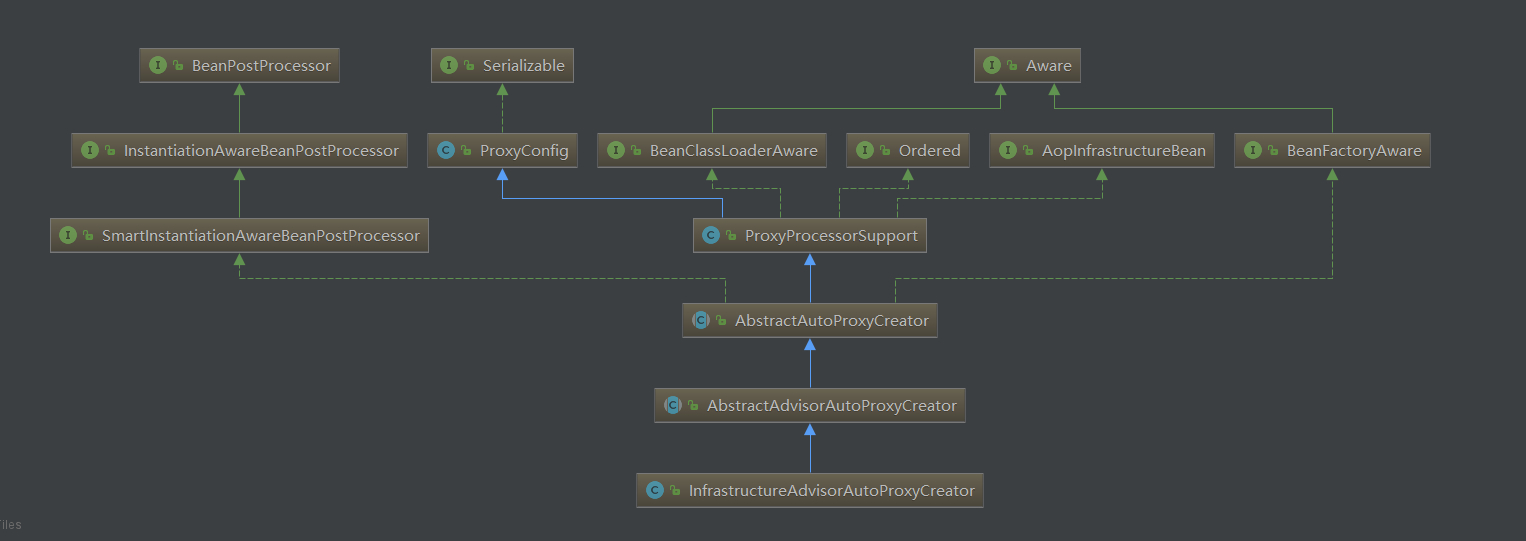 BeanPostProcessor
Serializable
Aware
InstantiationAwareBeanPostProcessor
ProxyConfig
BeanClassLoaderAware
Ordered
AopInfrastructureBean
BeanFactoryAware
SmartInstantiationAwareBeanPostProcessor
ProxyProcessorSupport
AbstractAutoProxyCreator
AbstractAdvisorAutoProxyCreator
InfrastructureAdvisorAutoProxyCreator